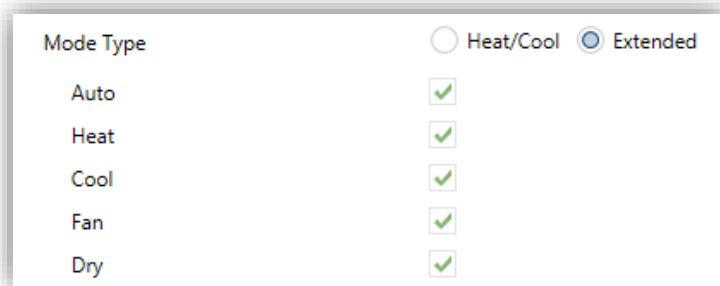 Mode Type Heat/Cool Extended
Auto
Heat
Cool
Fan
Dry